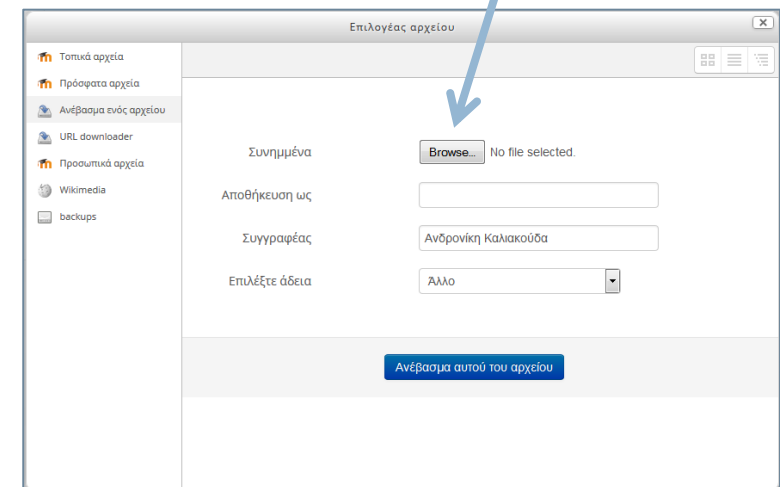 Επιλογέας αρχείου
Τοπικά αρχεία
Πρόσφατα αρχεία
Ανέβασμα ενός αρχείου
URL downloader
Προσωπικά αρχεία
Wikimedia
backups
Συνημμένα Browse... No file selected.
Αποθήκευση ως
Συγγραφέας Ανδρονίκη Καλιακούδα
Επιλέξτε άδεια Άλλο
Ανέβασμα αυτού του αρχείου